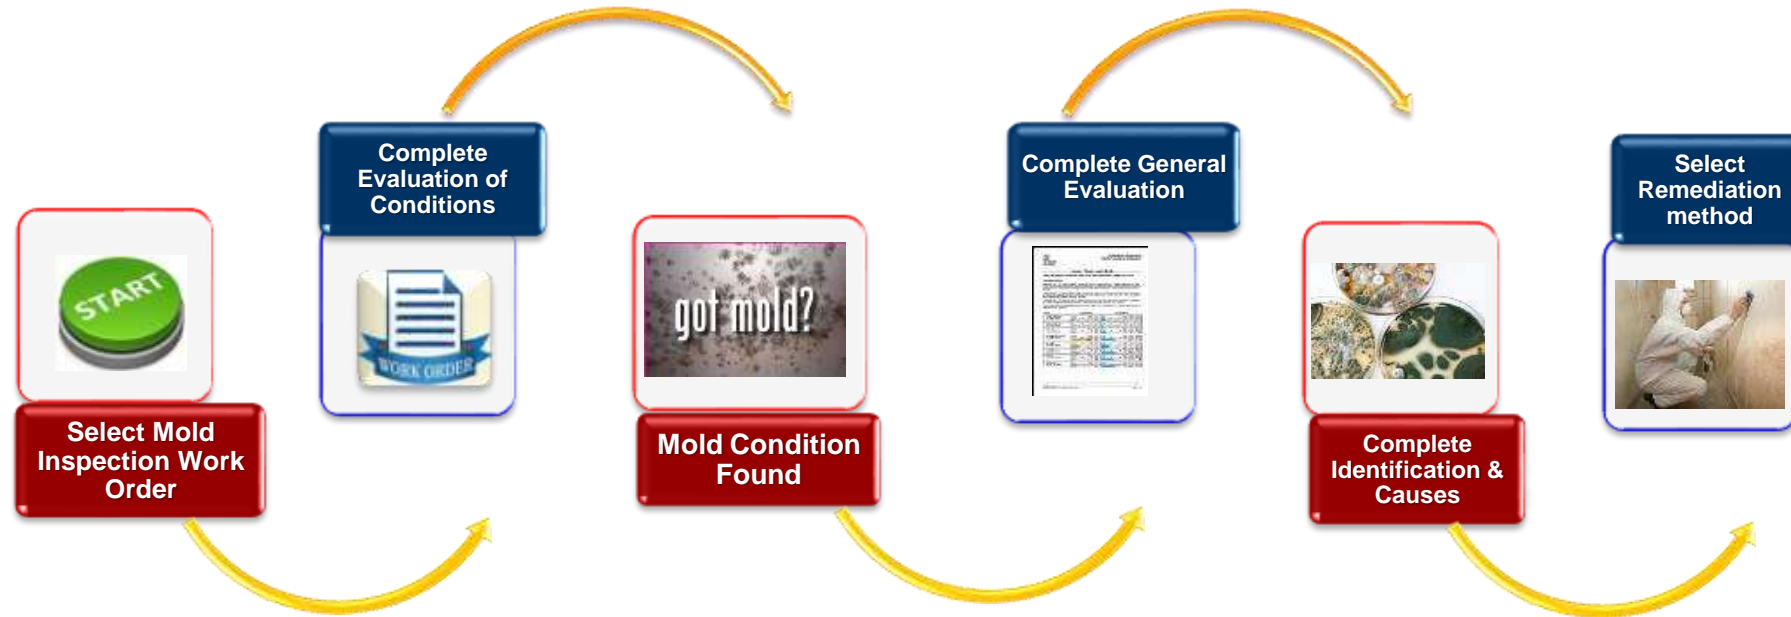 START
Select Mold
Inspection Work
Order
Complete
Evaluation of
Conditions
WORK ORDER
got mold?
Mold Condition
Found
Complete General
Evaluation
Complete
Identification &
Causes
Select
Remediation
method